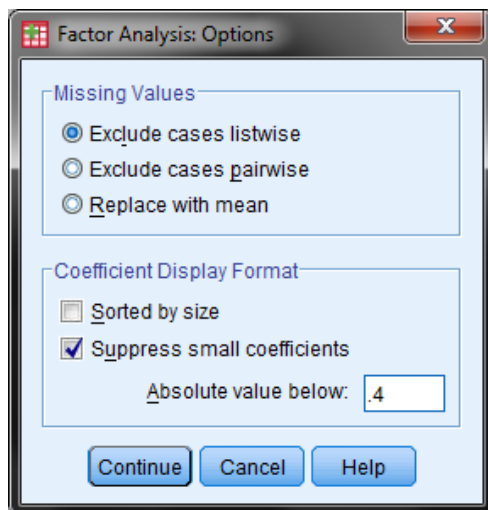 Factor Analysis: Options
Missing Values
Exclude cases listwise
Exclude cases pairwise
Replace with mean
Coefficient Display Format
Sorted by size
Suppress small coefficients
Absolute value below: .4
Continue Cancel Help